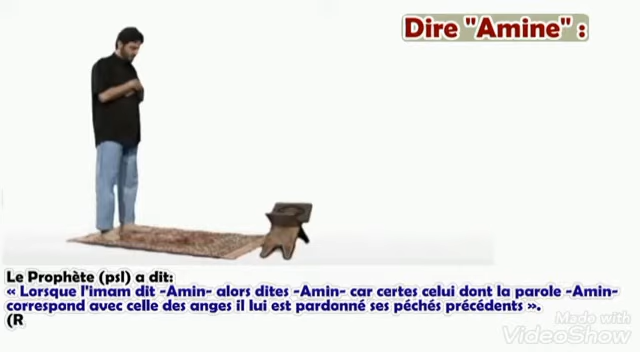 Dire "Amine" :
Le Prophète (psl) a dit:
« Lorsque l'imam dit -Amin- alors dites -Amin- car certes celui dont la parole -Amin-
correspond avec celle des anges il lui est pardonné ses péchés précédents ».
(R
Made with
VideoShow